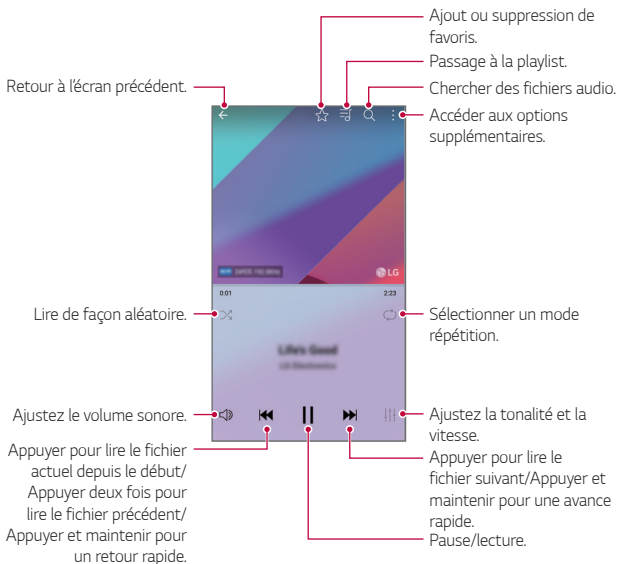 Ajout ou suppression de
favoris.
Passage à la playlist.
Retour à l'écran précédent.
Chercher des fichiers audio.
Accéder aux options
supplémentaires.
LG
0:01
2:23
Lire de façon aléatoire.
Sélectionner un mode
répétition.
Life's Good
LG Electronics
Ajustez le volume sonore.
Ajustez la tonalité et la
vitesse.
Appuyer pour lire le fichier
actuel depuis le début/
Appuyer deux fois pour
lire le fichier précédent/
Appuyer et maintenir pour
un retour rapide.
Appuyer pour lire le
fichier suivant/Appuyer et
maintenir pour une avance
rapide.
Pause/lecture.